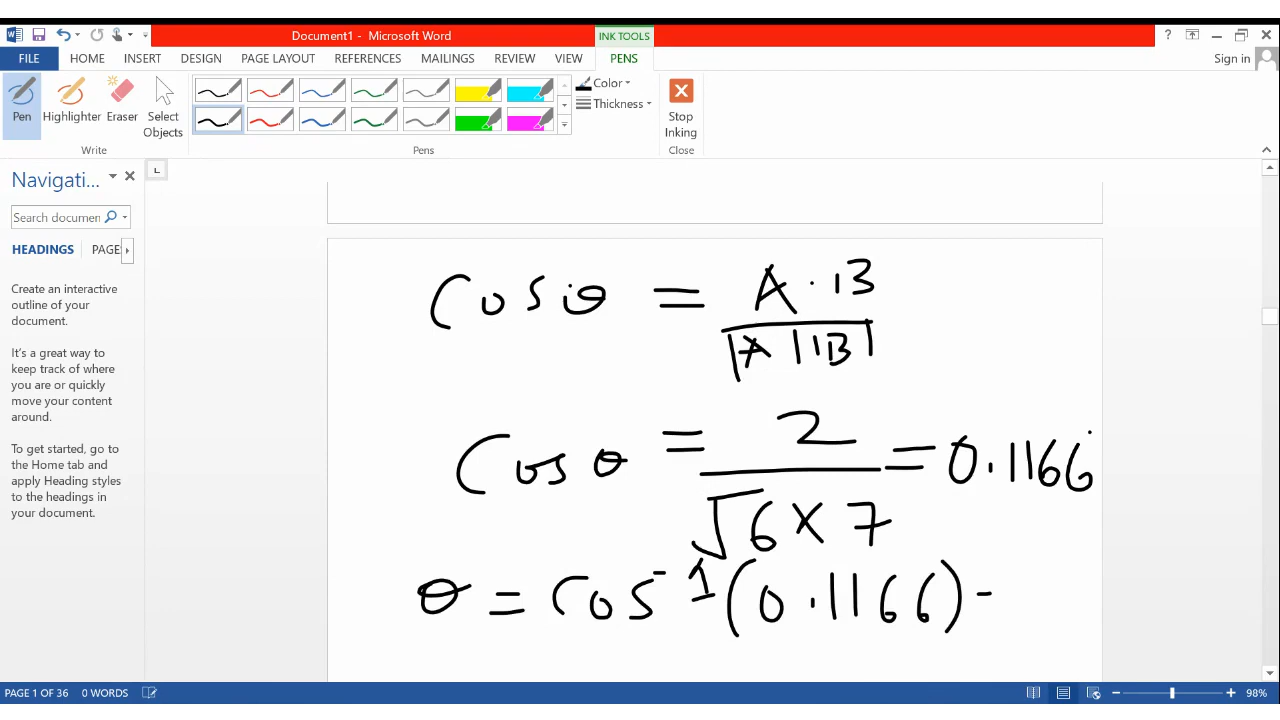 Document1 - Microsoft Word
INK TOOLS
?
FILE HOME INSERT DESIGN PAGE LAYOUT REFERENCES MAILINGS REVIEW VIEW PENS
Sign in
Pen Highlighter Eraser Select Objects
Color
Thickness
Stop Inking
Write Pens Close
Navigati...
Search documen
HEADINGS PAGE
Create an interactive
outline of your
document.
It's a great way to
keep track of where
you are or quickly
move your content
around.
To get started, go to
the Home tab and
apply Heading styles
to the headings in
your document.
Cosθ = A·B
|A||B|
Cosθ = 2 = 0.1166
√6 × 7
θ = Cos⁻¹(0.1166) -
PAGE 1 OF 36 0 WORDS
98%